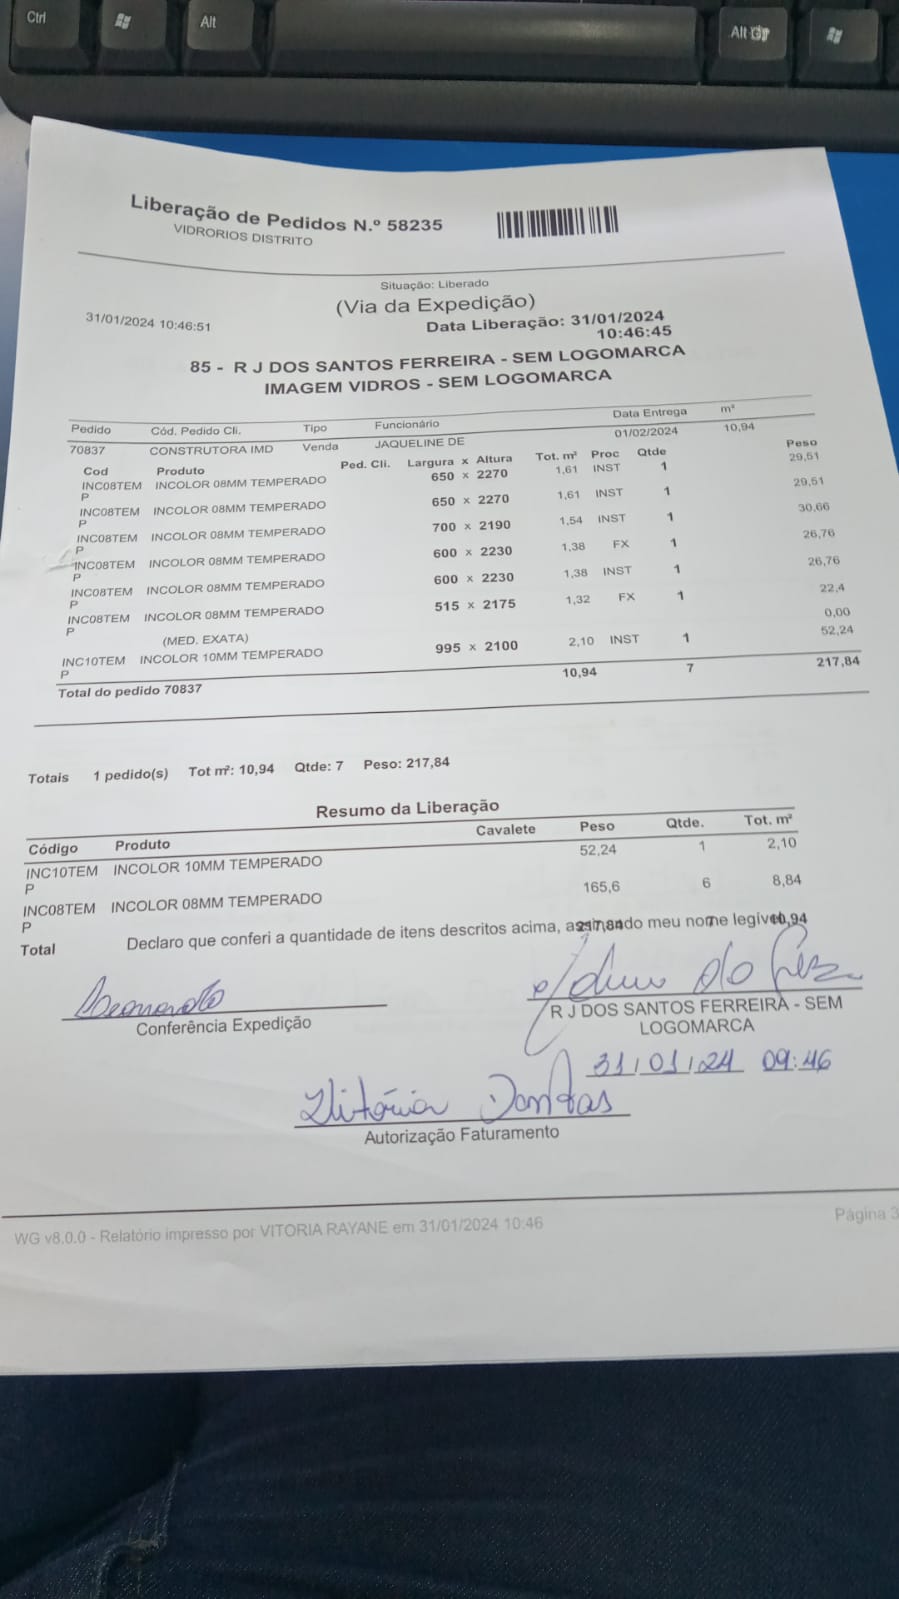 Ctrl
Alt
Alt Gr
Liberação de Pedidos N.º 58235
VIDRORIOS DISTRITO
Situação: Liberado
(Via da Expedição)
31/01/2024 10:46:51
Data Liberação: 31/01/2024
10:46:45
85 - R J DOS SANTOS FERREIRA - SEM LOGOMARCA
IMAGEM VIDROS - SEM LOGOMARCA
Pedido Cód. Pedido Cli. Tipo Funcionário Data Entrega m²
70837 CONSTRUTORA IMD Venda JAQUELINE DE 01/02/2024 10,94
Cod Produto Ped. Cli. Largura x Altura Tot. m² Proc Qtde Peso
INC08TEM INCOLOR 08MM TEMPERADO 650 x 2270 1,61 INST 1 29,51
P
INC08TEM INCOLOR 08MM TEMPERADO 650 x 2270 1,61 INST 1 29,51
P
INC08TEM INCOLOR 08MM TEMPERADO 700 x 2190 1,54 INST 1 30,66
P
INC08TEM INCOLOR 08MM TEMPERADO 600 x 2230 1,38 FX 1 26,76
P
INC08TEM INCOLOR 08MM TEMPERADO 600 x 2230 1,38 INST 1 26,76
P
INC08TEM INCOLOR 08MM TEMPERADO 515 x 2175 1,32 FX 1 22,4
P
(MED. EXATA) 0,00
INC10TEM INCOLOR 10MM TEMPERADO 995 x 2100 2,10 INST 1 52,24
P
Total do pedido 70837 10,94 7 217,84
Totais 1 pedido(s) Tot m²: 10,94 Qtde: 7 Peso: 217,84
Resumo da Liberação
Código Produto Cavalete Peso Qtde. Tot. m²
INC10TEM INCOLOR 10MM TEMPERADO 52,24 1 2,10
P
INC08TEM INCOLOR 08MM TEMPERADO 165,6 6 8,84
P
Total 217,84 7 10,94
Declaro que conferi a quantidade de itens descritos acima, assinado meu nome legível.
Leonardo
Conferência Expedição
R J DOS SANTOS FERREIRA - SEM
LOGOMARCA
31/01/24 09:46
Vitória Dantas
Autorização Faturamento
WG v8.0.0 - Relatório impresso por VITORIA RAYANE em 31/01/2024 10:46
Página 3